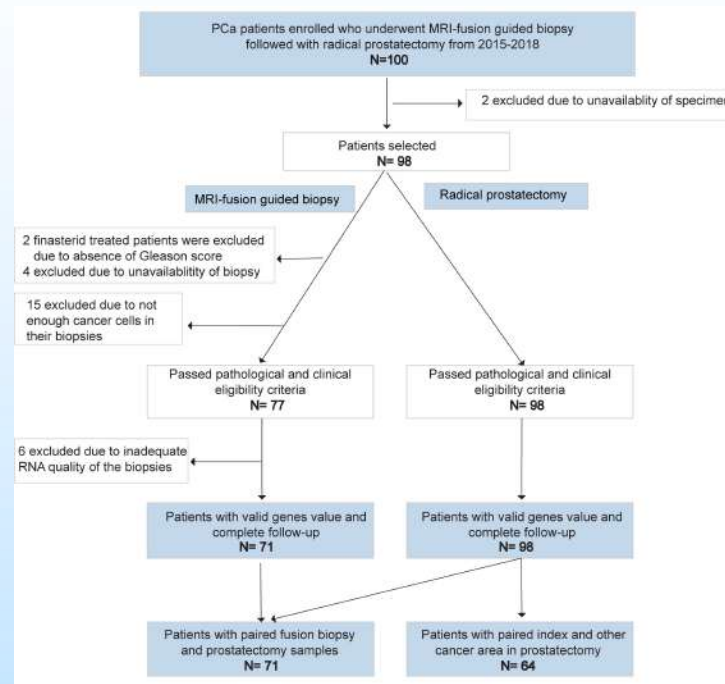 PCa patients enrolled who underwent MRI-fusion guided biopsy
followed with radical prostatectomy from 2015-2018
N=100
2 excluded due to unavailablity of specimen
Patients selected
N= 98
MRI-fusion guided biopsy
Radical prostatectomy
2 finasterid treated patients were excluded
due to absence of Gleason score
4 excluded due to unavailabtitity of biopsy
15 excluded due to not
enough cancer cells in
their biopsies
Passed pathological and clinical
eligibility criteria
N= 77
Passed pathological and clinical
eligibility criteria
N=98
6 excluded due to inadequate
RNA quality of the biopsies
Patients with valid genes value and
complete follow-up
N= 71
Patients with valid genes value and
complete follow-up
N= 98
Patients with paired fusion biopsy
and prostatectomy samples
N= 71
Patients with paired index and other
cancer area in prostatectomy
N= 64